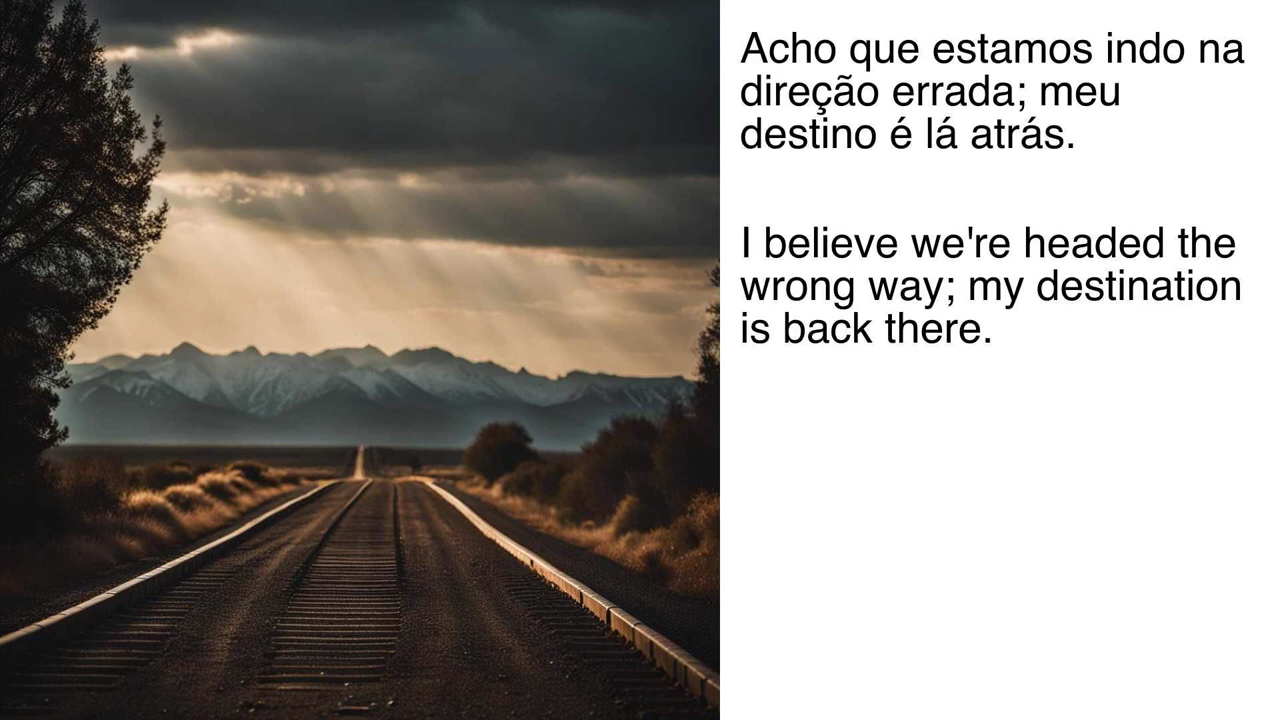 Acho que estamos indo na
direção errada; meu
destino é lá atrás.
I believe we're headed the
wrong way; my destination
is back there.